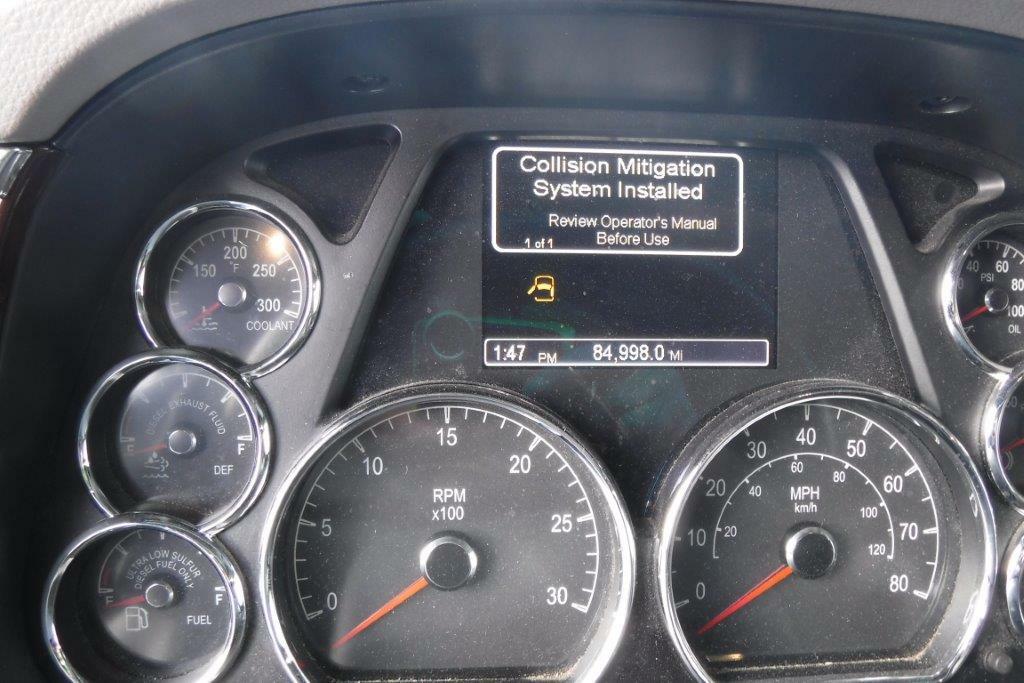 Collision Mitigation
System Installed
Review Operator's Manual
1 of 1 Before Use
1:47 PM 84,998.0 Mi
150 200 250 300
°F
COOLANT
DIESEL EXHAUST FLUID
F
DEF
ULTRA LOW SULFUR
DIESEL FUEL ONLY
F
FUEL
0 5 10 15 20 25 30
RPM
x100
0 10 20 30 40 50 60 70 80
20 40 60 80 100 120
MPH
km/h
40 60 80 100
PSI
OIL